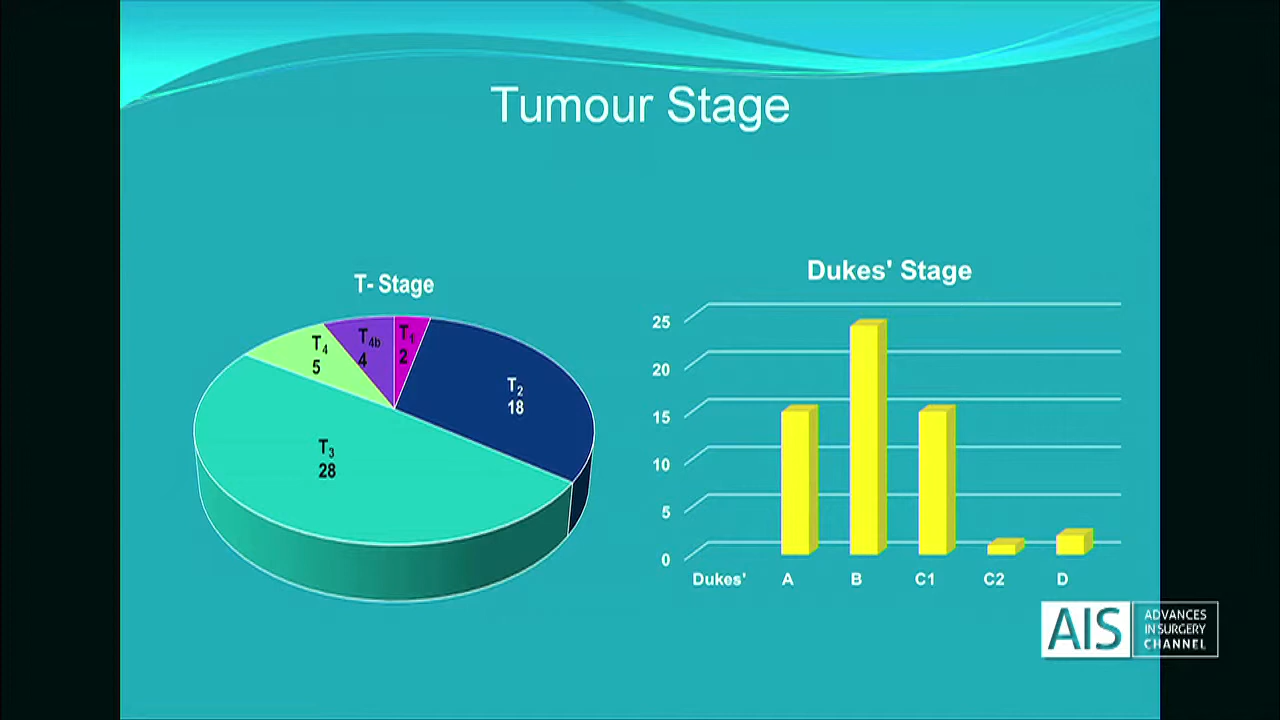 Tumour Stage
T- Stage
T1
2
T2
18
T3
28
T4
5
T4b
4
Dukes' Stage
25
20
15
10
5
0
Dukes' A B C1 C2 D
AIS
ADVANCES
IN SURGERY
CHANNEL